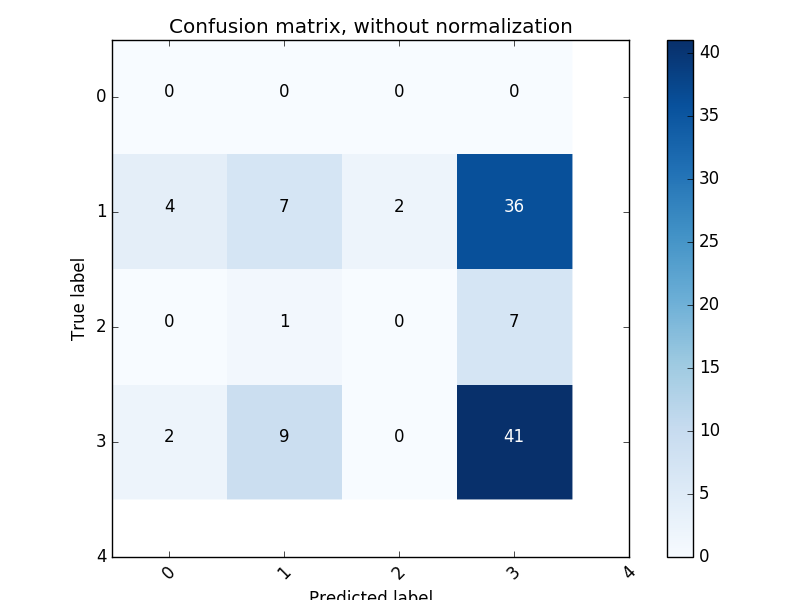 Confusion matrix, without normalization
0 0 0 0 0
1 4 7 2 36
2 0 1 0 7
3 2 9 0 41
4
0 1 2 3 4
True label
Predicted label
40
35
30
25
20
15
10
5
0